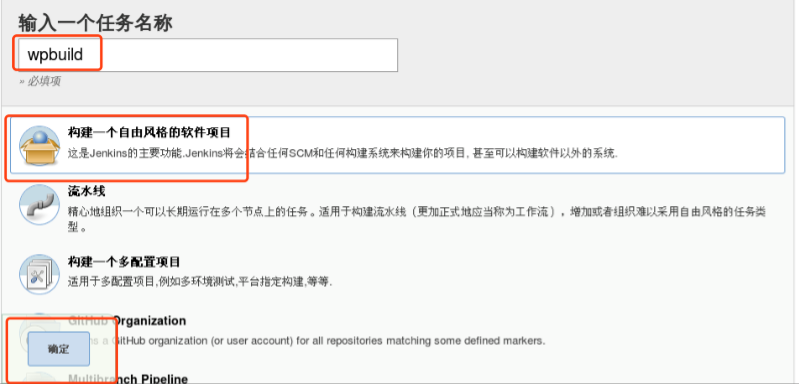 输入一个任务名称
wpbuild
» 必填项
构建一个自由风格的软件项目
这是Jenkins的主要功能.Jenkins将会结合任何SCM和任何构建系统来构建你的项目, 甚至可以构建软件以外的系统.
流水线
精心地组织一个可以长期运行在多个节点上的任务。适用于构建流水线（更加正式地应当称为工作流），增加或者组织难以采用自由风格的任务类
型。
构建一个多配置项目
适用于多配置项目,例如多环境测试,平台指定构建,等等.
GitHub Organization
a GitHub organization (or user account) for all repositories matching some defined markers.
确定
Multibranch Pipeline